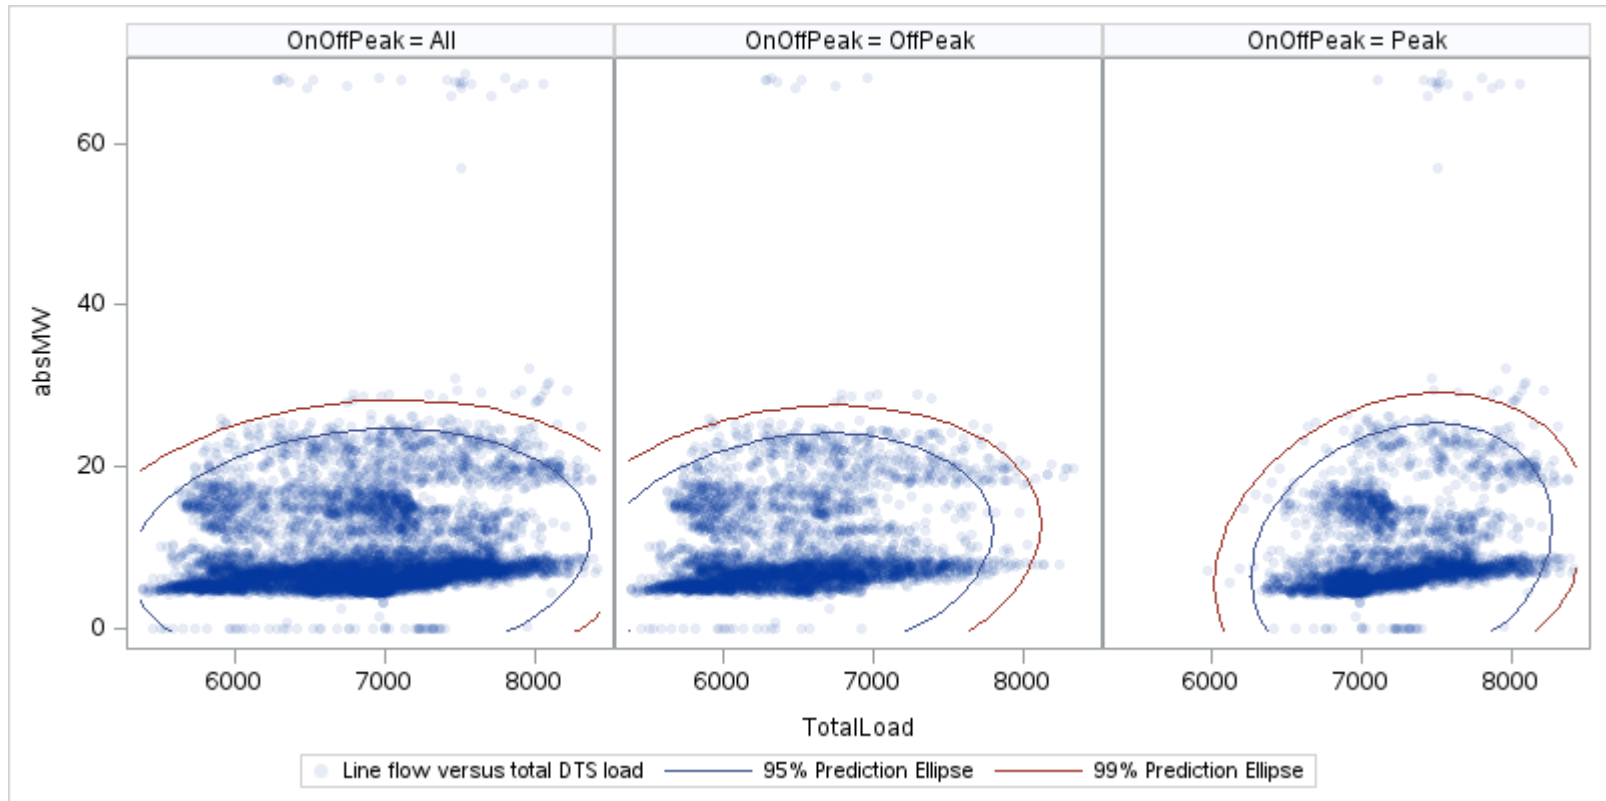 OnOffPeak = All
OnOffPeak = OffPeak
OnOffPeak = Peak
absMW
60
40
20
0
6000 7000 8000
6000 7000 8000
6000 7000 8000
TotalLoad
Line flow versus total DTS load
95% Prediction Ellipse
99% Prediction Ellipse